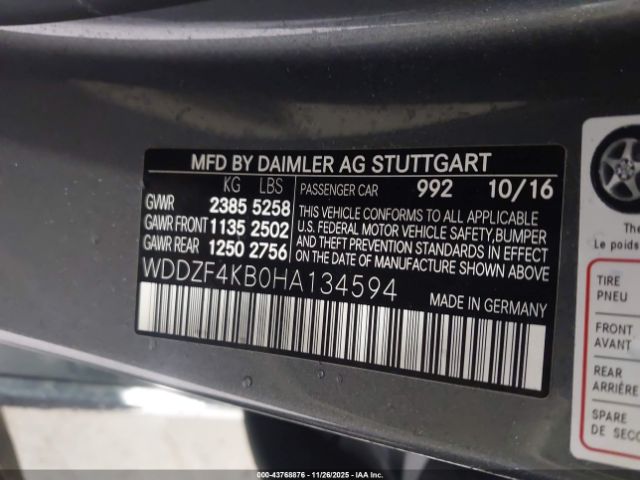 MFD BY DAIMLER AG STUTTGART
KG LBS
GVWR 2385 5258
GAWR FRONT 1135 2502
GAWR REAR 1250 2756
PASSENGER CAR 992 10/16
THIS VEHICLE CONFORMS TO ALL APPLICABLE
U.S. FEDERAL MOTOR VEHICLE SAFETY, BUMPER
AND THEFT PREVENTION STANDARDS IN EFFECT
ON THE DATE OF MANUFACTURE SHOWN ABOVE.
WDDZF4KB0HA134594
MADE IN GERMANY
The
Le poids
TIRE
PNEU
FRONT
AVANT
REAR
ARRIÈRE
SPARE
DE SECO
000-43768876 | 11/26/2025 | IAA Inc.